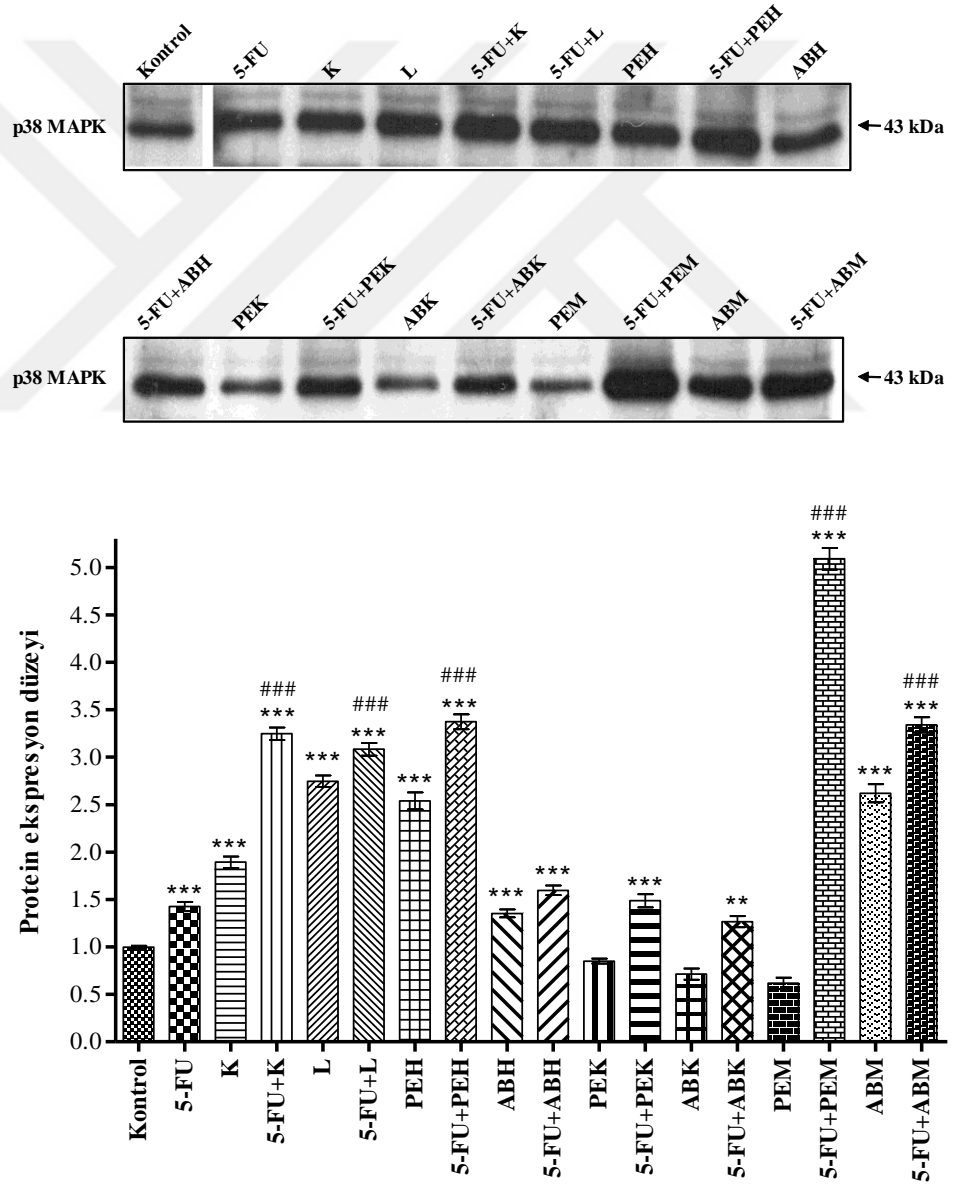 Kontrol 5-FU K L 5-FU+K 5-FU+L PEH 5-FU+PEH ABH
p38 MAPK 43 kDa
5-FU+ABH PEK 5-FU+PEK ABK 5-FU+ABK PEM 5-FU+PEM ABM 5-FU+ABM
p38 MAPK 43 kDa
Protein ekspresyon düzeyi
5.0
4.5
4.0
3.5
3.0
2.5
2.0
1.5
1.0
0.5
0.0
***
***
###
***
***
###
***
***
###
***
***
***
***
**
###
***
***
###
***
Kontrol
5-FU
K
5-FU+K
L
5-FU+L
PEH
5-FU+PEH
ABH
5-FU+ABH
PEK
5-FU+PEK
ABK
5-FU+ABK
PEM
5-FU+PEM
ABM
5-FU+ABM